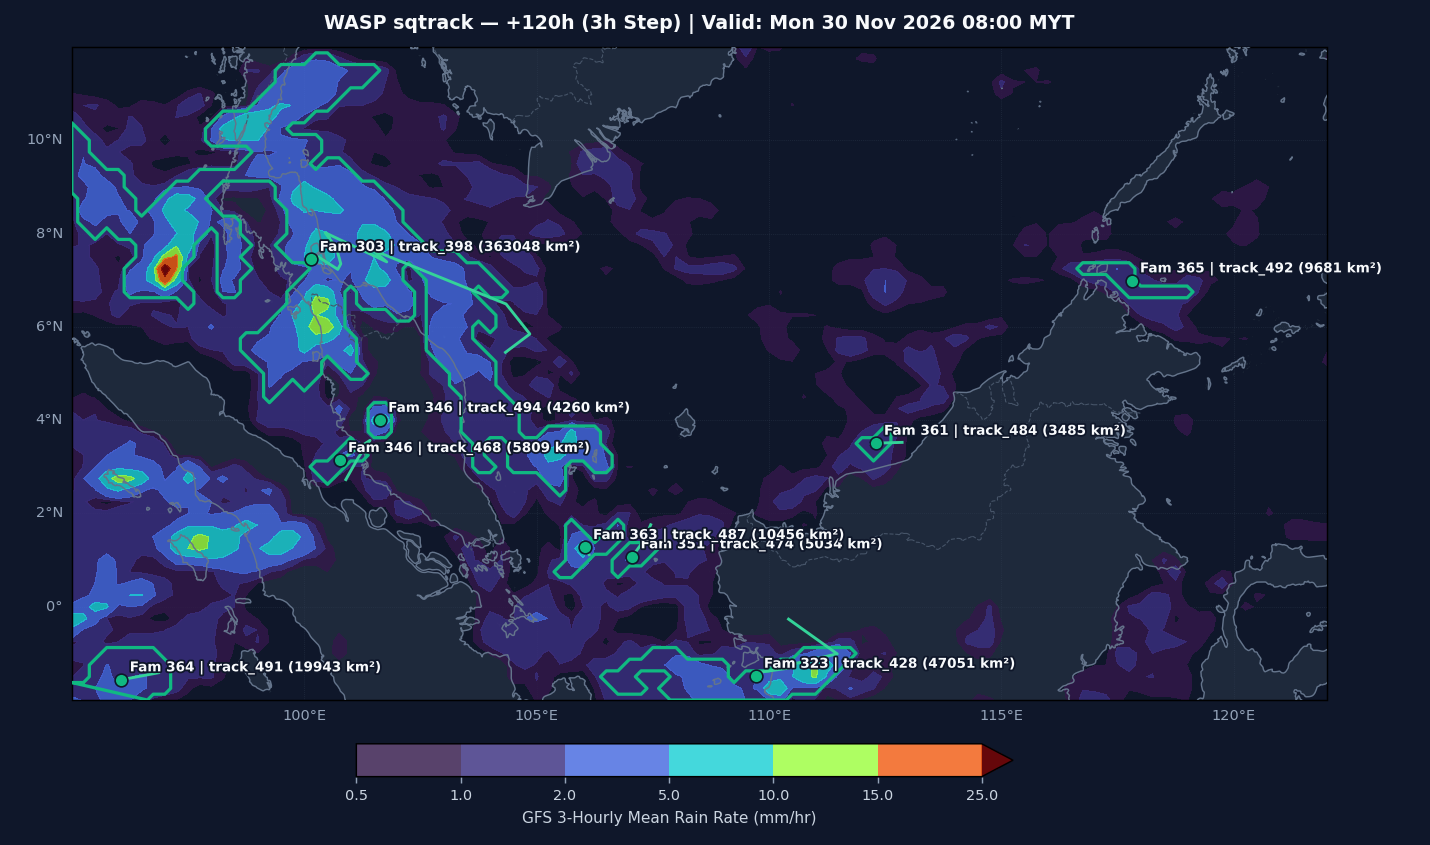 WASP sqtrack — +120h (3h Step) | Valid: Mon 30 Nov 2026 08:00 MYT
10°N
8°N
6°N
4°N
2°N
0°
Fam 303 | track_398 (363048 km²)
Fam 365 | track_492 (9681 km²)
Fam 346 | track_494 (4260 km²)
Fam 361 | track_484 (3485 km²)
Fam 346 | track_468 (5809 km²)
Fam 363 | track_487 (10456 km²)
Fam 351 | track_474 (5034 km²)
Fam 364 | track_491 (19943 km²)
Fam 323 | track_428 (47051 km²)
100°E 105°E 110°E 115°E 120°E
0.5 1.0 2.0 5.0 10.0 15.0 25.0
GFS 3-Hourly Mean Rain Rate (mm/hr)